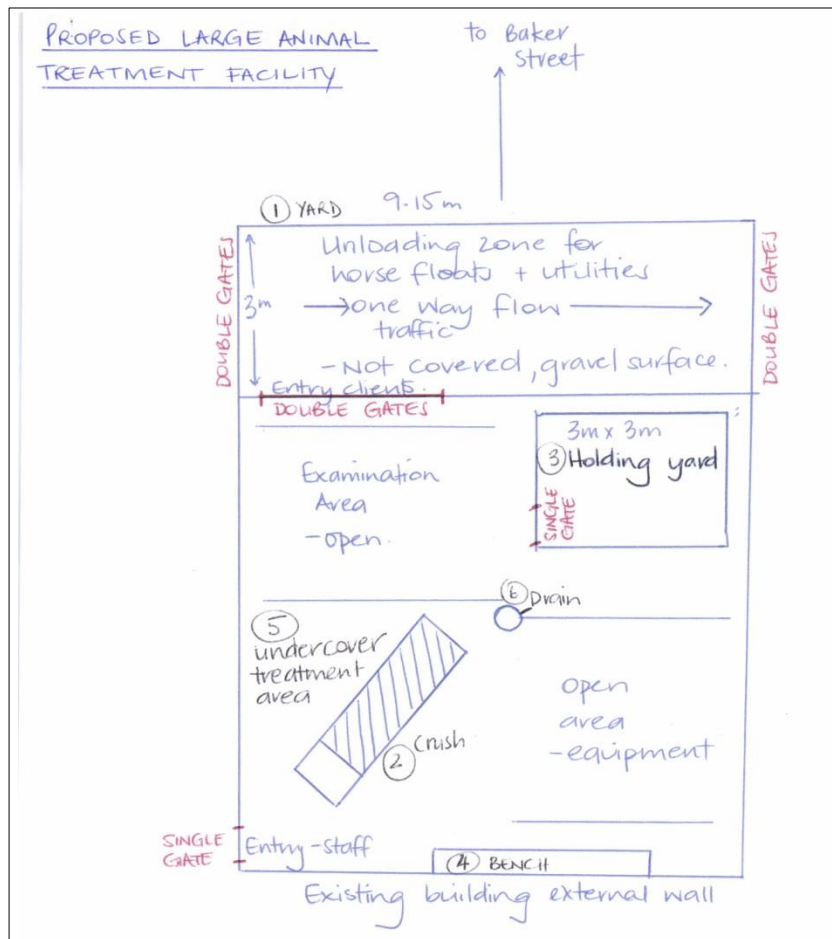 PROPOSED LARGE ANIMAL
TREATMENT FACILITY
to Baker
Street
1 YARD 9.15m
DOUBLE GATES
Unloading zone for
horse floats + utilities
3m
one way flow
traffic
- Not covered, gravel surface.
DOUBLE GATES
Entry clients.
DOUBLE GATES
3m x 3m
3 Holding yard
SINGLE
GATE
Examination
Area
- open.
6 Drain
5
undercover
treatment
area
2 Crush
open
area
- equipment
SINGLE
GATE
Entry - staff
4 BENCH
Existing building external wall